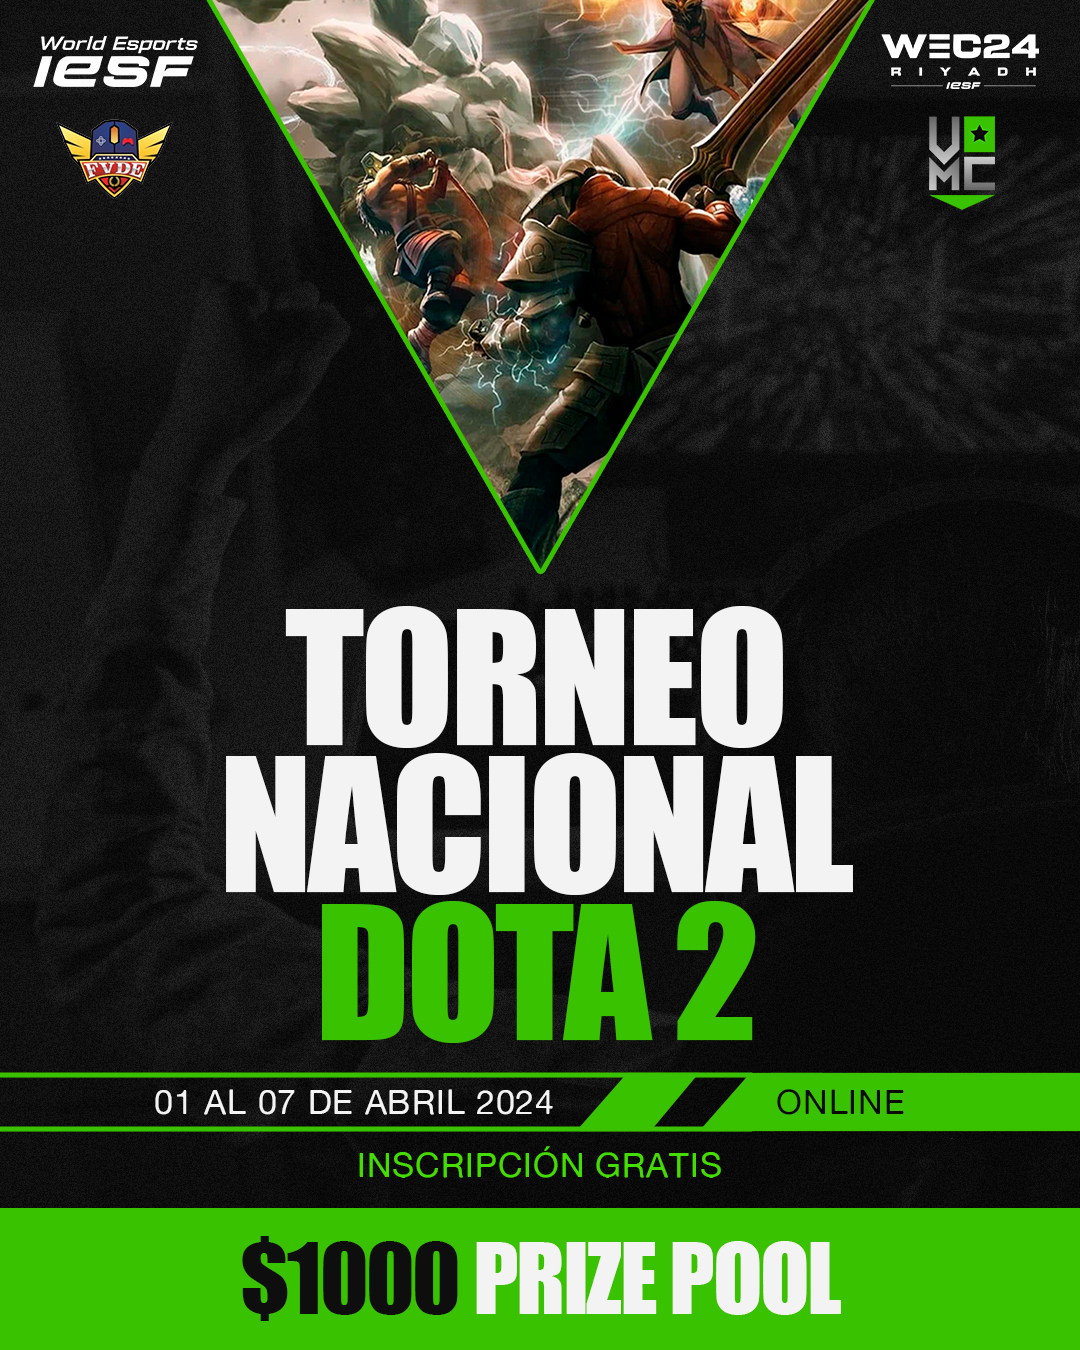 World Esports
IESF
WEC24
RIYADH
IESF
FVDE
VMC
TORNEO
NACIONAL
DOTA 2
01 AL 07 DE ABRIL 2024
ONLINE
INSCRIPCIÓN GRATIS
$1000 PRIZE POOL